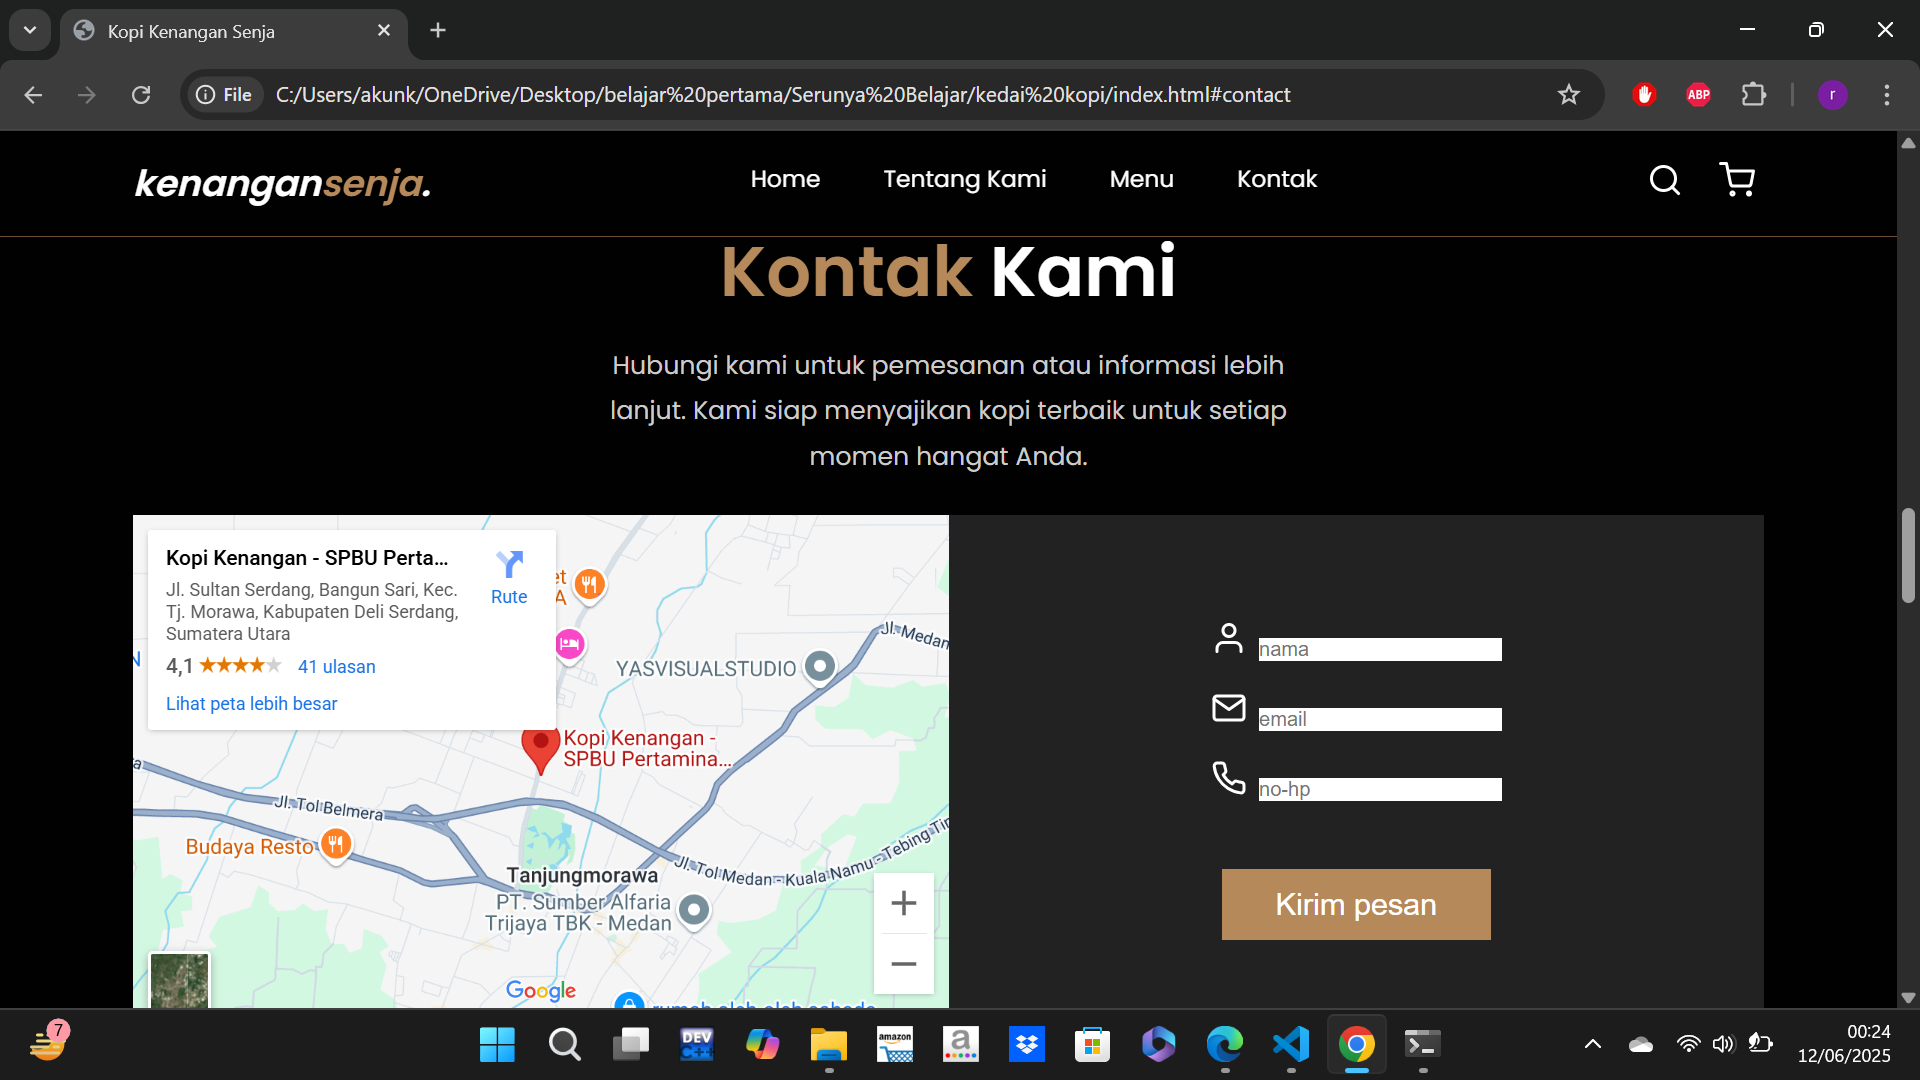 Kopi Kenangan Senja
File
C:/Users/akunk/OneDrive/Desktop/belajar%20pertama/Serunya%20Belajar/kedai%20kopi/index.html#contact
ABP
r
kenangansenja.
Home
Tentang Kami
Menu
Kontak
Kontak Kami
Hubungi kami untuk pemesanan atau informasi lebih
lanjut. Kami siap menyajikan kopi terbaik untuk setiap
momen hangat Anda.
Kopi Kenangan - SPBU Perta...
Jl. Sultan Serdang, Bangun Sari, Kec.
Tj. Morawa, Kabupaten Deli Serdang,
Sumatera Utara
Rute
4,1
41 ulasan
Lihat peta lebih besar
YASVISUALSTUDIO
Jl. Medan
Kopi Kenangan -
SPBU Pertamina...
Jl. Tol Belmera
Budaya Resto
Tanjungmorawa
Jl. Tol Medan - Kuala Namu - Tebing Tin
PT. Sumber Alfaria
Trijaya TBK - Medan
Google
nama
email
no-hp
Kirim pesan
7
DEV
C++
amazon
a
00:24
12/06/2025